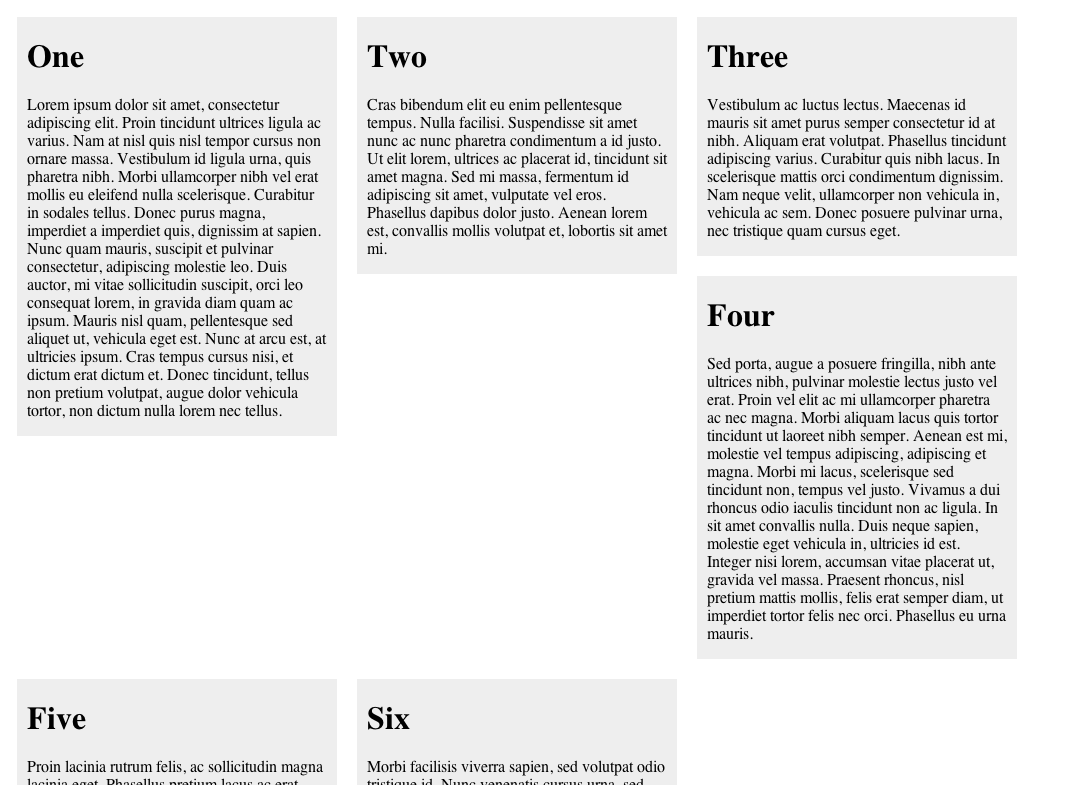 One
Lorem ipsum dolor sit amet, consectetur
adipiscing elit. Proin tincidunt ultrices ligula ac
varius. Nam at nisl quis nisl tempor cursus non
ornare massa. Vestibulum id ligula urna, quis
pharetra nibh. Morbi ullamcorper nibh vel erat
mollis eu eleifend nulla scelerisque. Curabitur
in sodales tellus. Donec purus magna,
imperdiet a imperdiet quis, dignissim at sapien.
Nunc quam mauris, suscipit et pulvinar
consectetur, adipiscing molestie leo. Duis
auctor, mi vitae sollicitudin suscipit, orci leo
consequat lorem, in gravida diam quam ac
ipsum. Mauris nisl quam, pellentesque sed
aliquet ut, vehicula eget est. Nunc at arcu est, at
ultricies ipsum. Cras tempus cursus nisi, et
dictum erat dictum et. Donec tincidunt, tellus
non pretium volutpat, augue dolor vehicula
tortor, non dictum nulla lorem nec tellus.
Two
Cras bibendum elit eu enim pellentesque
tempus. Nulla facilisi. Suspendisse sit amet
nunc ac nunc pharetra condimentum a id justo.
Ut elit lorem, ultrices ac placerat id, tincidunt sit
amet magna. Sed mi massa, fermentum id
adipiscing sit amet, vulputate vel eros.
Phasellus dapibus dolor justo. Aenean lorem
est, convallis mollis volutpat et, lobortis sit amet
mi.
Three
Vestibulum ac luctus lectus. Maecenas id
mauris sit amet purus semper consectetur id at
nibh. Aliquam erat volutpat. Phasellus tincidunt
adipiscing varius. Curabitur quis nibh lacus. In
scelerisque mattis orci condimentum dignissim.
Nam neque velit, ullamcorper non vehicula in,
vehicula ac sem. Donec posuere pulvinar urna,
nec tristique quam cursus eget.
Four
Sed porta, augue a posuere fringilla, nibh ante
ultrices nibh, pulvinar molestie lectus justo vel
erat. Proin vel elit ac mi ullamcorper pharetra
ac nec magna. Morbi aliquam lacus quis tortor
tincidunt ut laoreet nibh semper. Aenean est mi,
molestie vel tempus adipiscing, adipiscing et
magna. Morbi mi lacus, scelerisque sed
tincidunt non, tempus vel justo. Vivamus a dui
rhoncus odio iaculis tincidunt non ac ligula. In
sit amet convallis nulla. Duis neque sapien,
molestie eget vehicula in, ultricies id est.
Integer nisi lorem, accumsan vitae placerat ut,
gravida vel massa. Praesent rhoncus, nisl
pretium mattis mollis, felis erat semper diam, ut
imperdiet tortor felis nec orci. Phasellus eu urna
mauris.
Five
Proin lacinia rutrum felis, ac sollicitudin magna
lacinia eget. Phasellus pretium lacus ac erat
Six
Morbi facilisis viverra sapien, sed volutpat odio
tristique id. Nunc venenatis cursus urna, sed